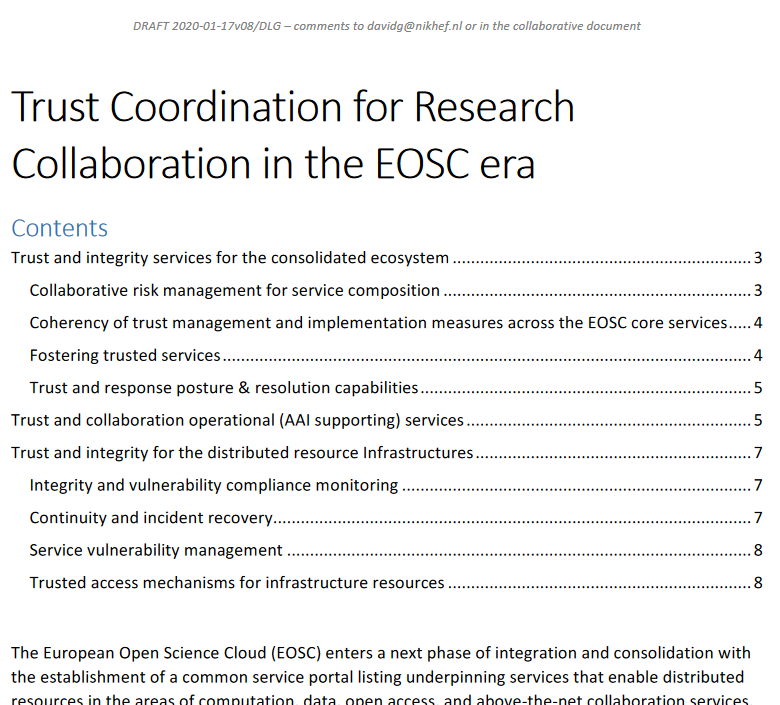 DRAFT 2020-01-17v08/DLG – comments to davidg@nikhef.nl or in the collaborative document
Trust Coordination for Research
Collaboration in the EOSC era
Contents
Trust and integrity services for the consolidated ecosystem ........ 3
Collaborative risk management for service composition ........ 3
Coherency of trust management and implementation measures across the EOSC core services..... 4
Fostering trusted services ........ 4
Trust and response posture & resolution capabilities ........ 5
Trust and collaboration operational (AAI supporting) services ........ 5
Trust and integrity for the distributed resource Infrastructures ........ 7
Integrity and vulnerability compliance monitoring ........ 7
Continuity and incident recovery ........ 7
Service vulnerability management ........ 8
Trusted access mechanisms for infrastructure resources ........ 8
The European Open Science Cloud (EOSC) enters a next phase of integration and consolidation with
the establishment of a common service portal listing underpinning services that enable distributed
resources in the areas of computation, data, open access, and above-the-net collaboration services.